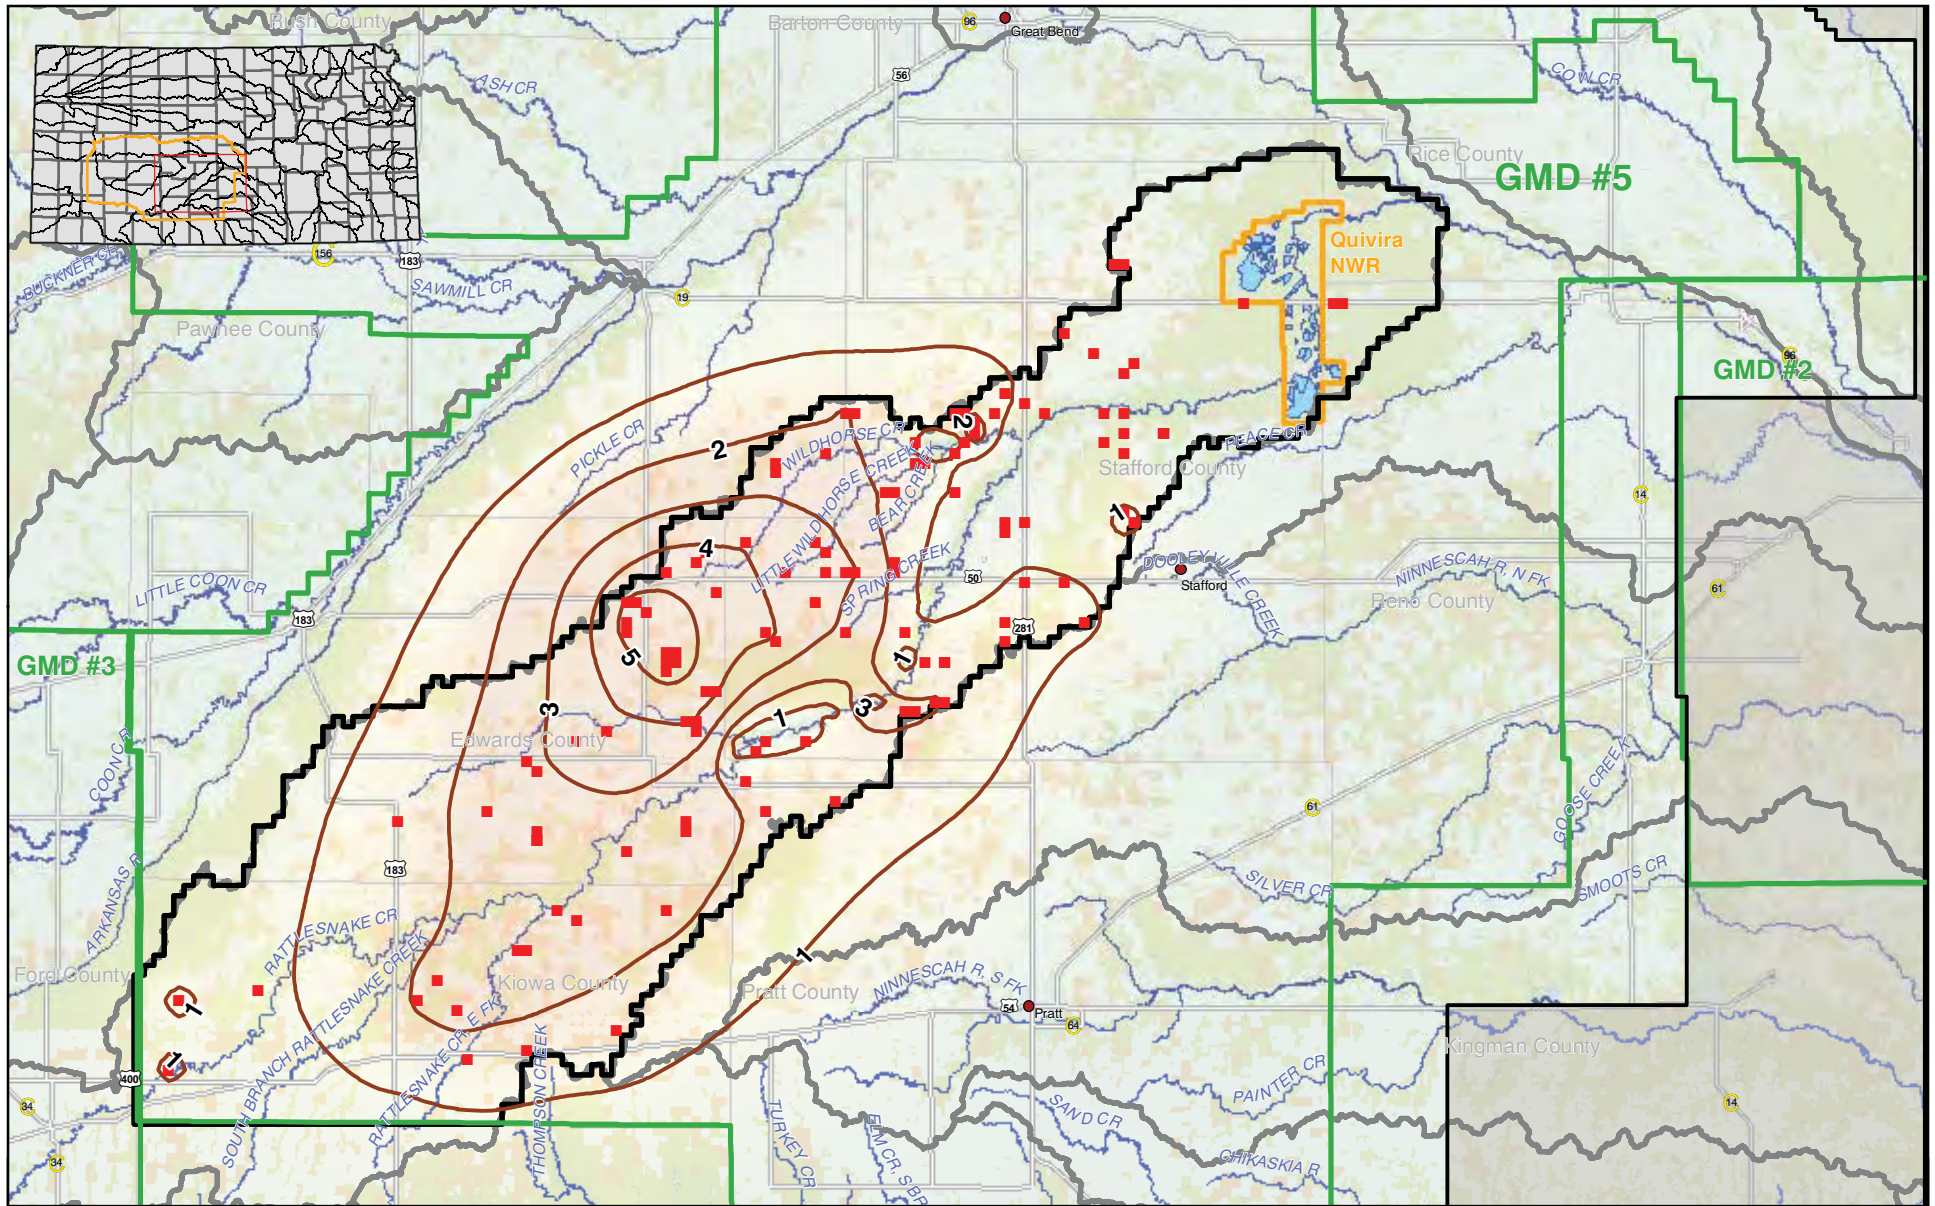 Rush County
Barton County
96
Great Bend
56
ASH CR
COW CR
Rice County
GMD #5
156
183
BUCKNER CR
SAWMILL CR
19
Quivira
NWR
Pawnee County
96
GMD #2
PICKLE CR
2
WILDHORSE CR
2
PEACE CR
LITTLE WILDHORSE CREEK
BEAR CREEK
Stafford County
14
1
4
SPRING CREEK
50
DOOLEYVILLE CREEK
Stafford
NINNESCAH R, N FK
Reno County
61
LITTLE COON CR
183
281
GMD #3
5
1
3
1
3
Edwards County
COON CR
GOOSE CREEK
61
183
ARKANSAS R
SILVER CR
SMOOTS CR
RATTLESNAKE CR
Ford County
1
Kiowa County
1
Pratt County
NINNESCAH R, S FK
54
Pratt
64
SOUTH BRANCH RATTLESNAKE CREEK
RATTLESNAKE CR, E FK
THOMPSON CREEK
Kingman County
1
400
34
PAINTER CR
SAND CR
14
TURKEY CR
ELM CR, S BR
CHIKASKIA R
34